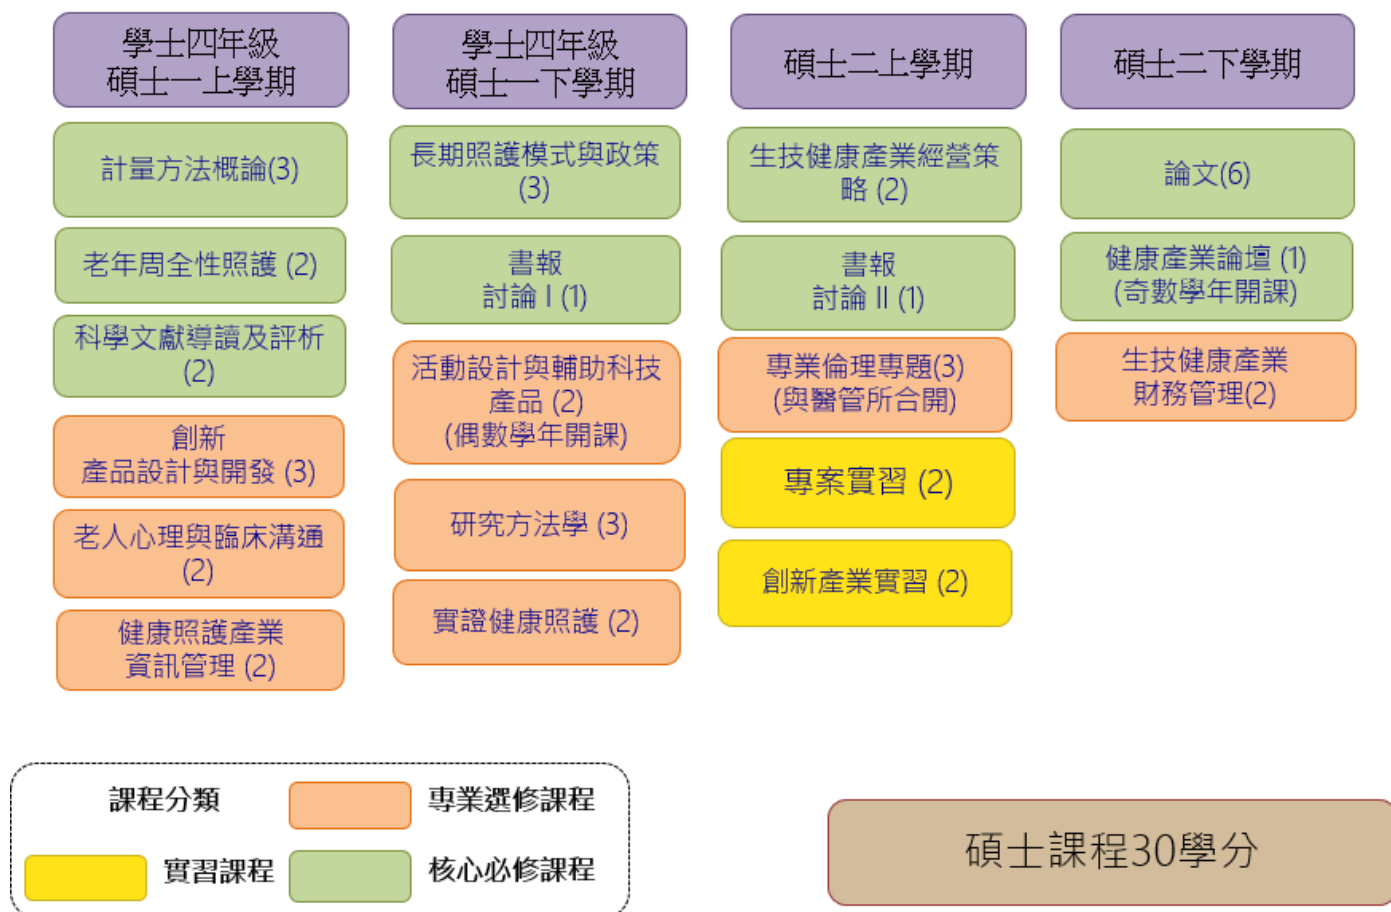 學士四年級
碩士一上學期
計量方法概論(3)
老年周全性照護 (2)
科學文獻導讀及評析
(2)
創新
產品設計與開發 (3)
老人心理與臨床溝通
(2)
健康照護產業
資訊管理 (2)
學士四年級
碩士一下學期
長期照護模式與政策
(3)
書報
討論 I (1)
活動設計與輔助科技
產品 (2)
(偶數學年開課)
研究方法學 (3)
實證健康照護 (2)
碩士二上學期
生技健康產業經營策
略 (2)
書報
討論 II (1)
專業倫理專題(3)
(與醫管所合開)
專案實習 (2)
創新產業實習 (2)
碩士二下學期
論文(6)
健康產業論壇 (1)
(奇數學年開課)
生技健康產業
財務管理(2)
課程分類
專業選修課程
實習課程
核心必修課程
碩士課程30學分